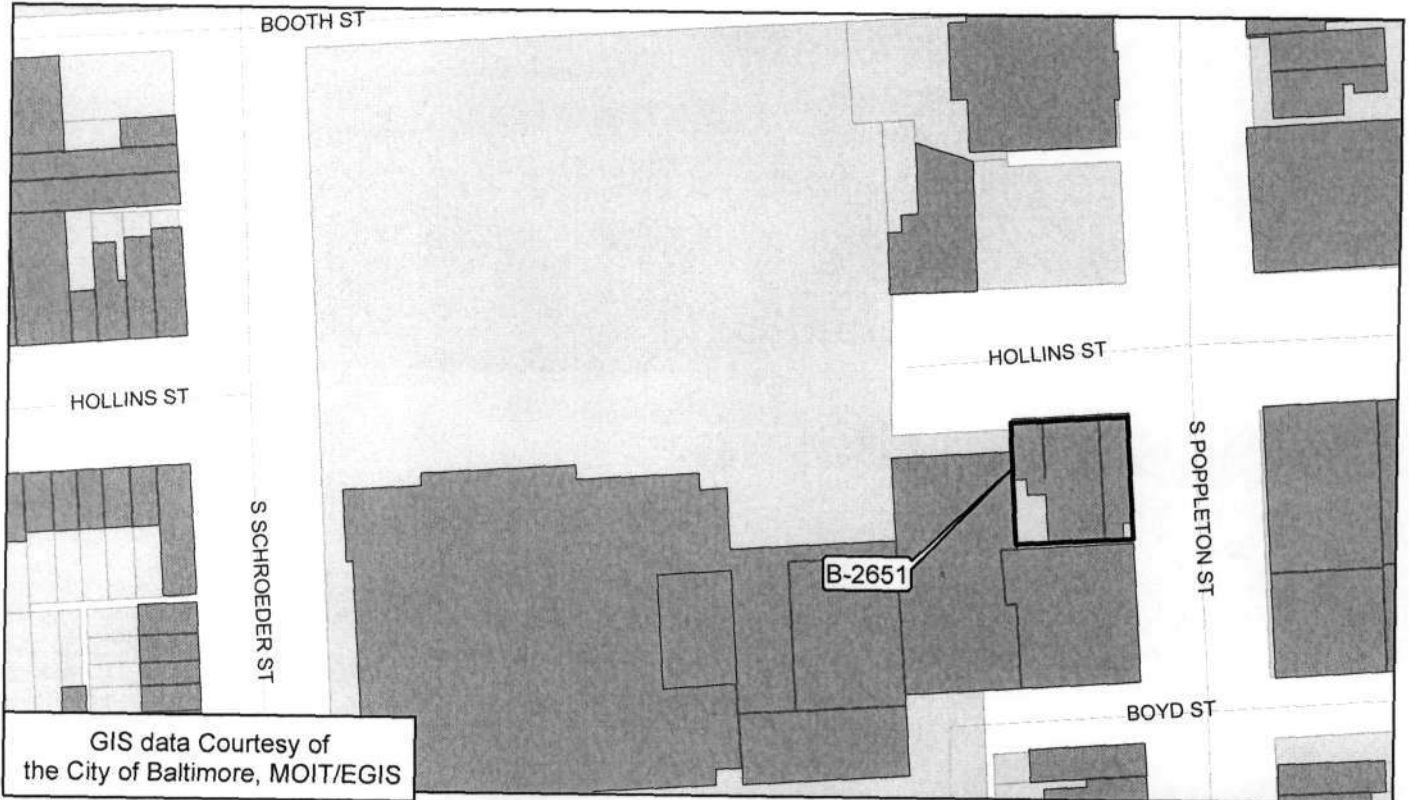 BOOTH ST
HOLLINS ST
HOLLINS ST
S POPPLETON ST
S SCHROEDER ST
B-2651
BOYD ST
GIS data Courtesy of
the City of Baltimore, MOIT/EGIS